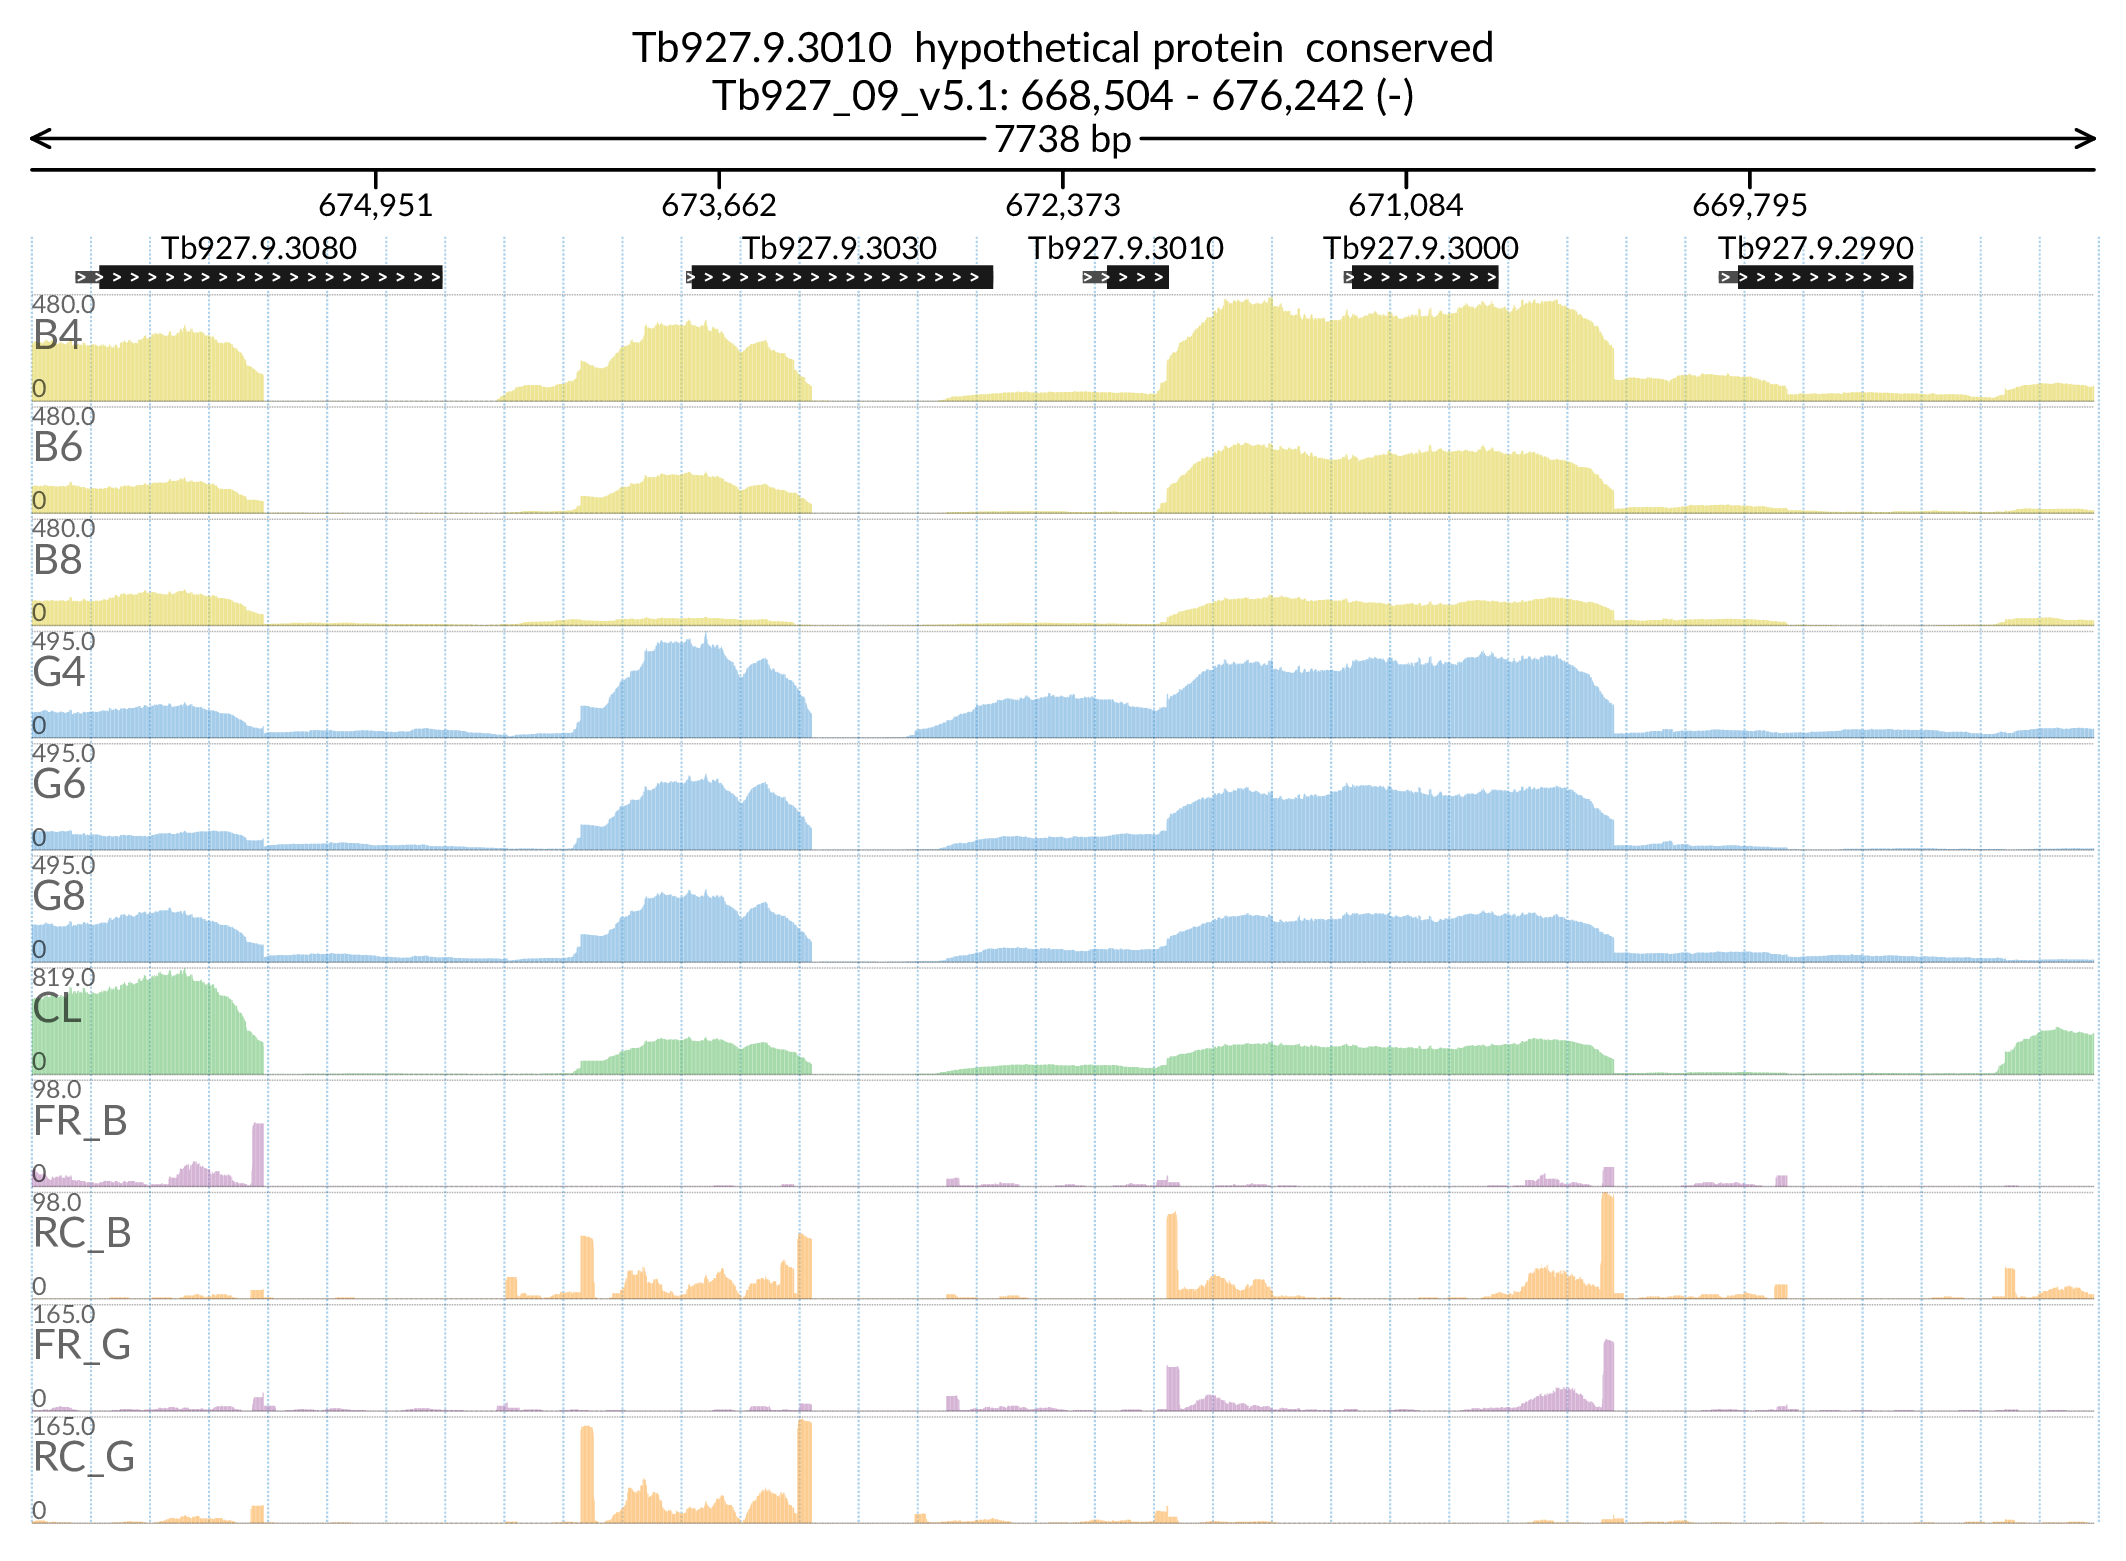 Tb927.9.3010  hypothetical protein  conserved
Tb927_09_v5.1: 668,504 - 676,242 (-)
7738 bp
674,951 673,662 672,373 671,084 669,795
Tb927.9.3080 Tb927.9.3030 Tb927.9.3010 Tb927.9.3000 Tb927.9.2990
480.0
B4
0
480.0
B6
0
480.0
B8
0
495.0
G4
0
495.0
G6
0
495.0
G8
0
819.0
CL
0
98.0
FR_B
0
98.0
RC_B
0
165.0
FR_G
0
165.0
RC_G
0